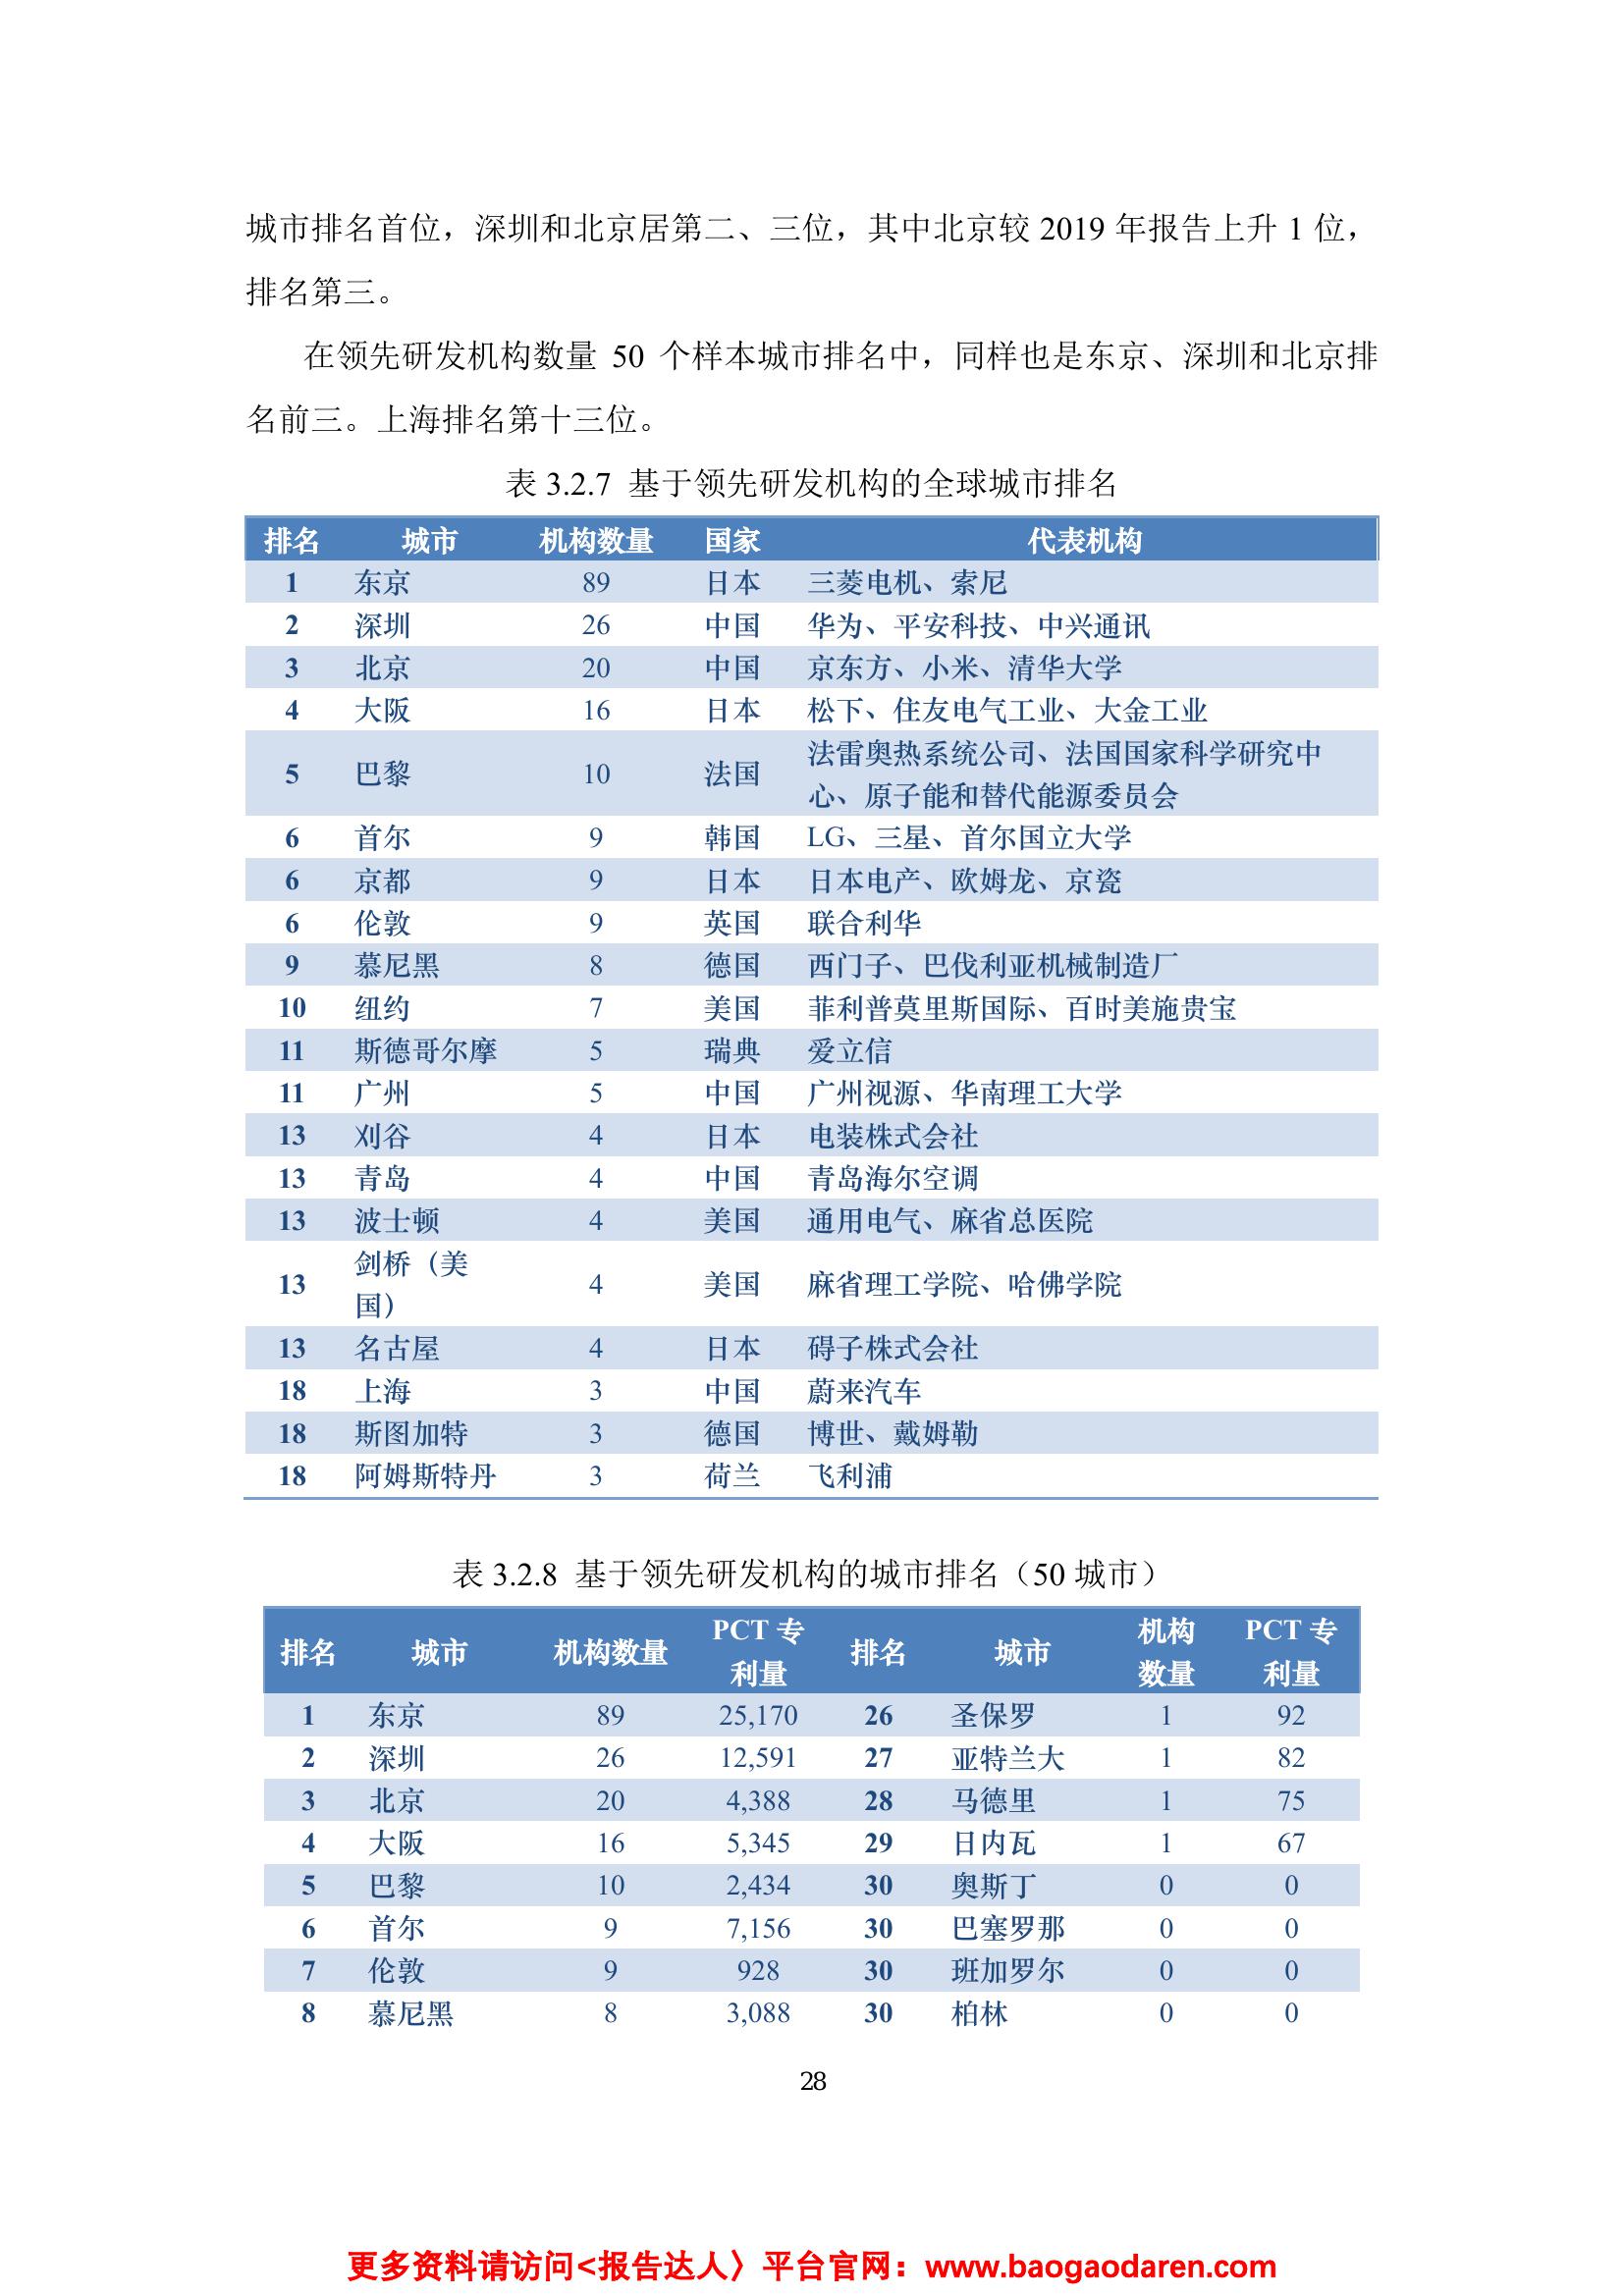 城市排名首位，深圳和北京居第二、三位，其中北京较 2019 年报告上升 1 位，
排名第三。
在领先研发机构数量 50 个样本城市排名中，同样也是东京、深圳和北京排
名前三。上海排名第十三位。
表 3.2.7 基于领先研发机构的全球城市排名
排名 城市 机构数量 国家 代表机构
1 东京 89 日本 三菱电机、索尼
2 深圳 26 中国 华为、平安科技、中兴通讯
3 北京 20 中国 京东方、小米、清华大学
4 大阪 16 日本 松下、住友电气工业、大金工业
5 巴黎 10 法国 法雷奥热系统公司、法国国家科学研究中
心、原子能和替代能源委员会
6 首尔 9 韩国 LG、三星、首尔国立大学
6 京都 9 日本 日本电产、欧姆龙、京瓷
6 伦敦 9 英国 联合利华
9 慕尼黑 8 德国 西门子、巴伐利亚机械制造厂
10 纽约 7 美国 菲利普莫里斯国际、百时美施贵宝
11 斯德哥尔摩 5 瑞典 爱立信
11 广州 5 中国 广州视源、华南理工大学
13 刈谷 4 日本 电装株式会社
13 青岛 4 中国 青岛海尔空调
13 波士顿 4 美国 通用电气、麻省总医院
13 剑桥（美
国） 4 美国 麻省理工学院、哈佛学院
13 名古屋 4 日本 碍子株式会社
18 上海 3 中国 蔚来汽车
18 斯图加特 3 德国 博世、戴姆勒
18 阿姆斯特丹 3 荷兰 飞利浦
表 3.2.8 基于领先研发机构的城市排名（50 城市）
排名 城市 机构数量 PCT 专
利量 排名 城市 机构
数量 PCT 专
利量
1 东京 89 25,170 26 圣保罗 1 92
2 深圳 26 12,591 27 亚特兰大 1 82
3 北京 20 4,388 28 马德里 1 75
4 大阪 16 5,345 29 日内瓦 1 67
5 巴黎 10 2,434 30 奥斯丁 0 0
6 首尔 9 7,156 30 巴塞罗那 0 0
7 伦敦 9 928 30 班加罗尔 0 0
8 慕尼黑 8 3,088 30 柏林 0 0
28
更多资料请访问<报告达人〉平台官网：www.baogaodaren.com